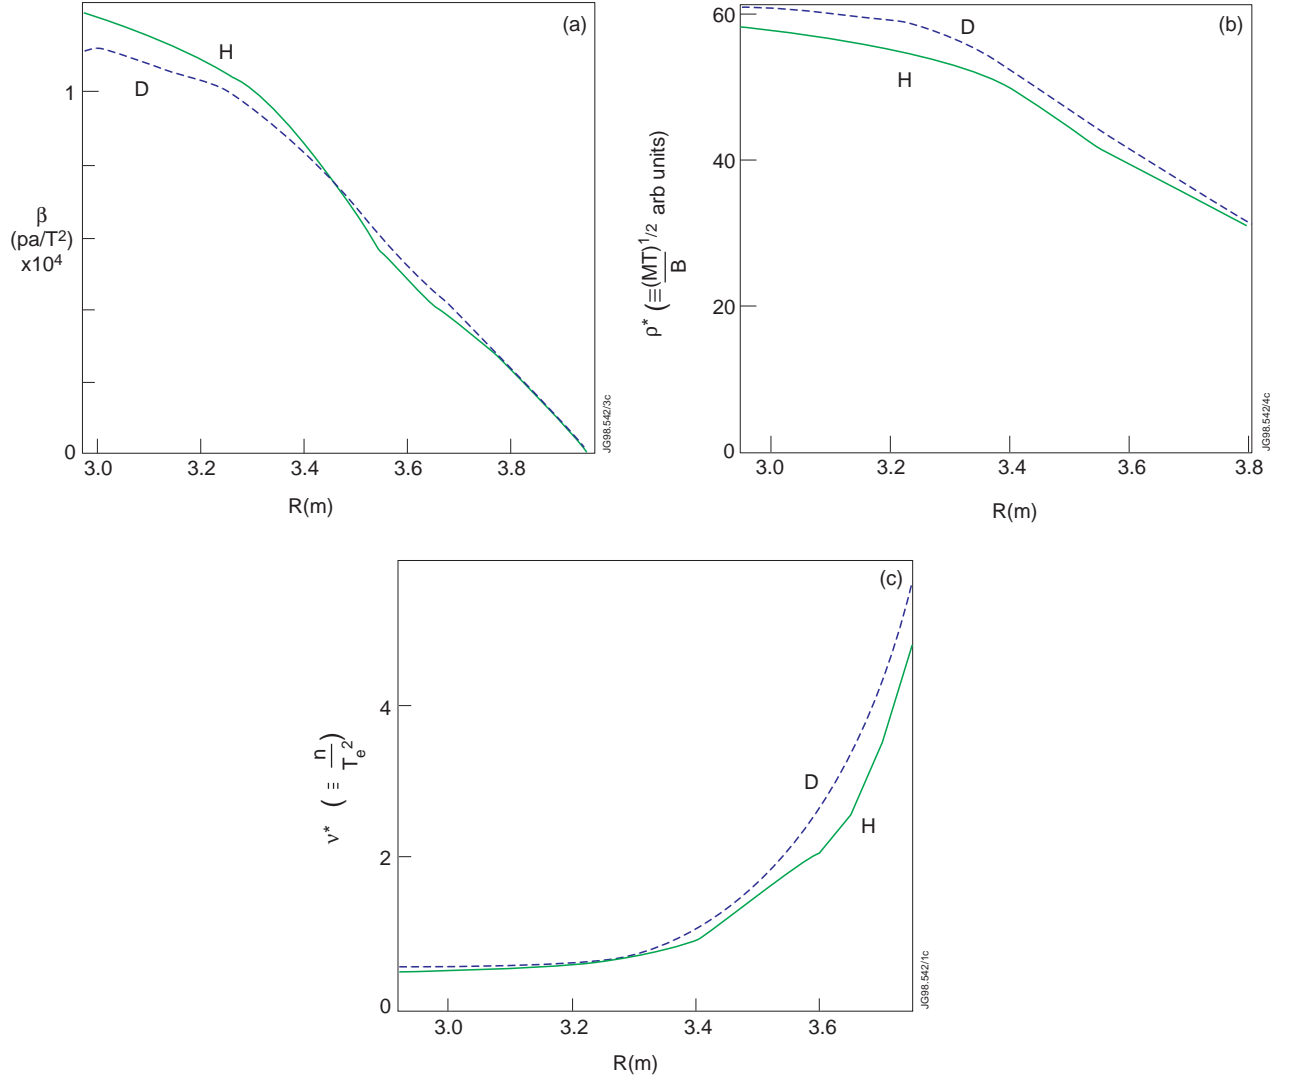 (a)
H
D
1
β
(pa/T2)
x104
0
3.0 3.2 3.4 3.6 3.8
R(m)
JG98.542/3c
(b)
60
D
H
40
20
0
ρ* (≡(MT)1/2 arb units)
B
3.0 3.2 3.4 3.6 3.8
R(m)
JG98.542/4c
(c)
4
D
H
2
0
ν* ( ≡ n )
Te2
3.0 3.2 3.4 3.6
R(m)
JG98.542/1c